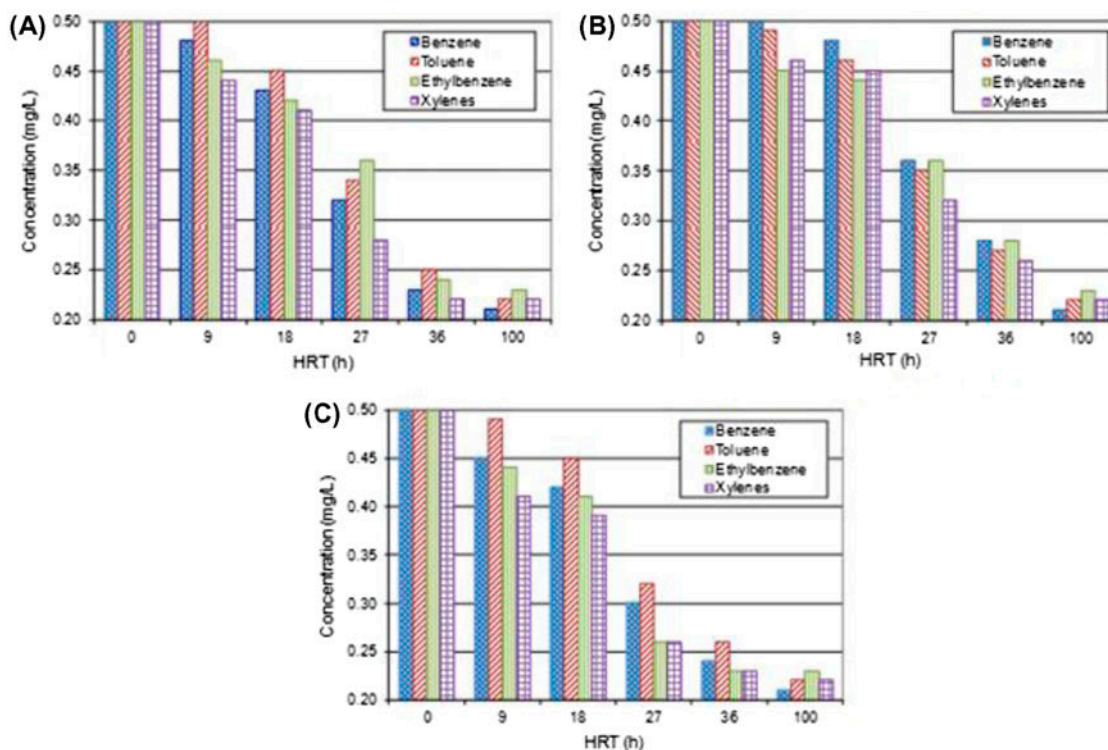 (A)
0.50
0.45
0.40
0.35
0.30
0.25
0.20
Concentration (mg/L)
Benzene
Toluene
Ethylbenzene
Xylenes
0 9 18 27 36 100
HRT (h)
(B)
0.50
0.45
0.40
0.35
0.30
0.25
0.20
Concentration (mg/L)
Benzene
Toluene
Ethylbenzene
Xylenes
0 9 18 27 36 100
HRT (h)
(C)
0.50
0.45
0.40
0.35
0.30
0.25
0.20
Concentration (mg/L)
Benzene
Toluene
Ethylbenzene
Xylenes
0 9 18 27 36 100
HRT (h)